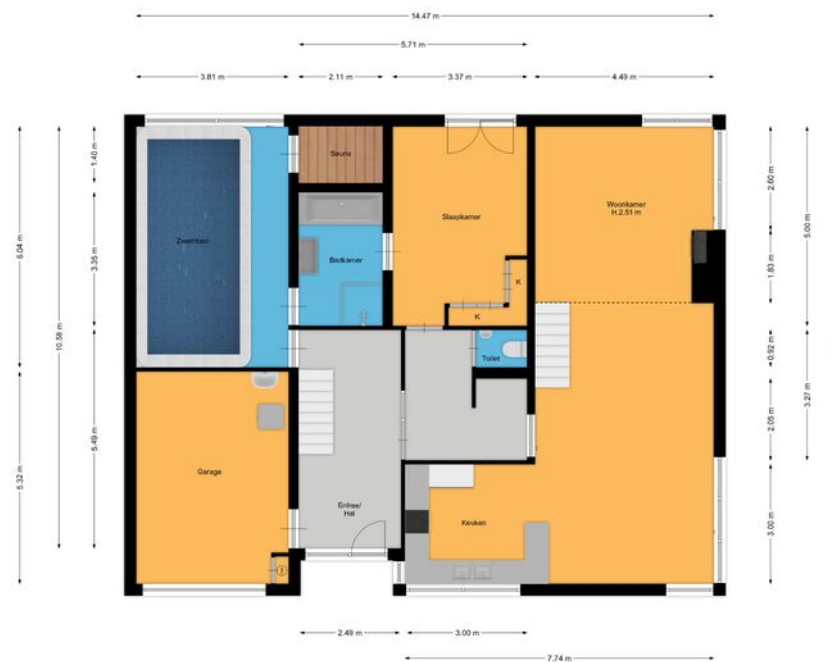 14.47 m
5.71 m
3.81 m
2.11 m
3.37 m
4.49 m
6.04 m
5.32 m
10.58 m
1.40 m
3.35 m
5.49 m
Sauna
Zwembad
Badkamer
Slaapkamer
K
K
Woonkamer
H.2.51 m
Toilet
Garage
Entree/
Hal
Keuken
2.60 m
1.83 m
0.92 m
2.05 m
3.00 m
5.00 m
3.27 m
2.49 m
3.00 m
7.74 m